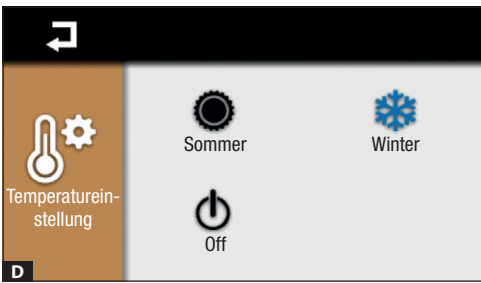 Sommer
Winter
Temperaturein-
stellung
Off
D